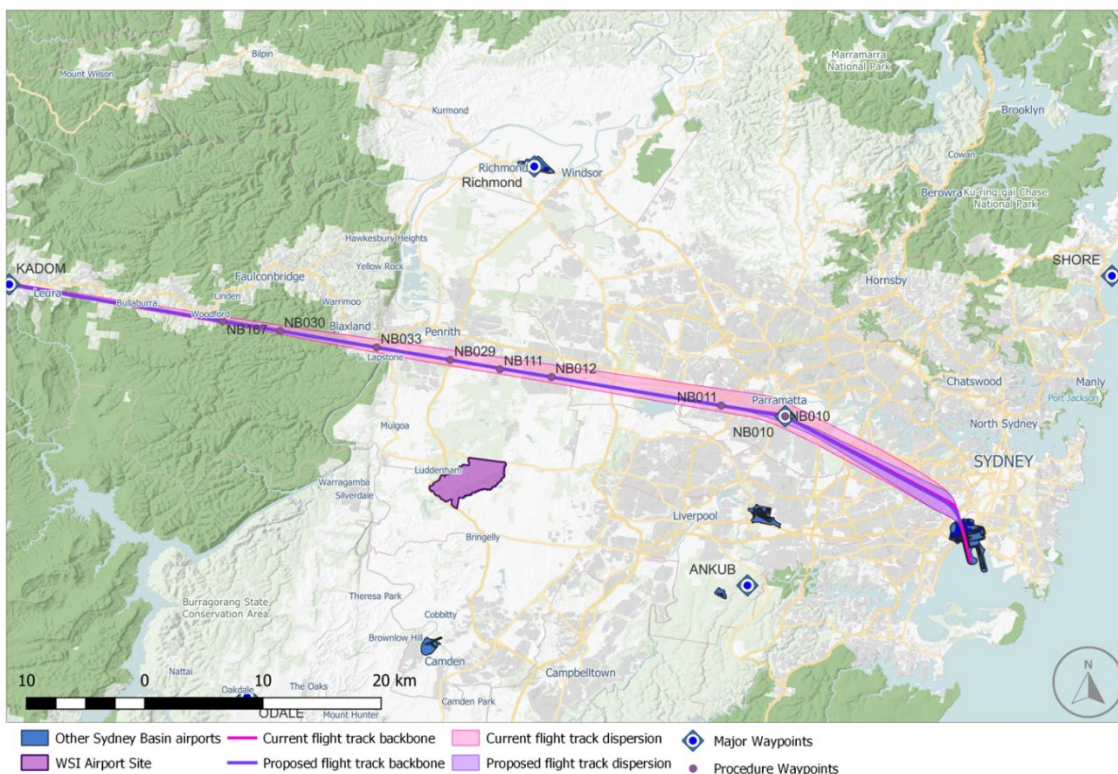 Marramarra
National Park
Bilpin
Mount Wilson
Kurmond
Brooklyn
Cowan
Richmond
Richmond
Windsor
Berowra
Ku-ring-gai Chase
National Park
Hawkesbury Heights
SHORE
KADOM
Yellow Rock
Faulconbridge
Hornsby
Leura
Bullaburra
Linden
Warrimoo
Woodford
NB167
NB030
Blaxland
Penrith
NB033
Lapstone
NB029
NB111
NB012
Chatswood
Manly
Port Jackson
Parramatta
NB011
NB010
NB010
North Sydney
Mulgoa
SYDNEY
Luddenham
Warragamba
Silverdale
Liverpool
Bringelly
ANKUB
Burragorang State
Conservation Area
Theresa Park
Cobbitty
Brownlow Hill
Camden
Campbelltown
Nattai
Oakdale
The Oaks
Camden Park
ODALE
Mount Hunter
N
10 0 10 20 km
Other Sydney Basin airports
Current flight track backbone
Current flight track dispersion
Major Waypoints
WSI Airport Site
Proposed flight track backbone
Proposed flight track dispersion
Procedure Waypoints